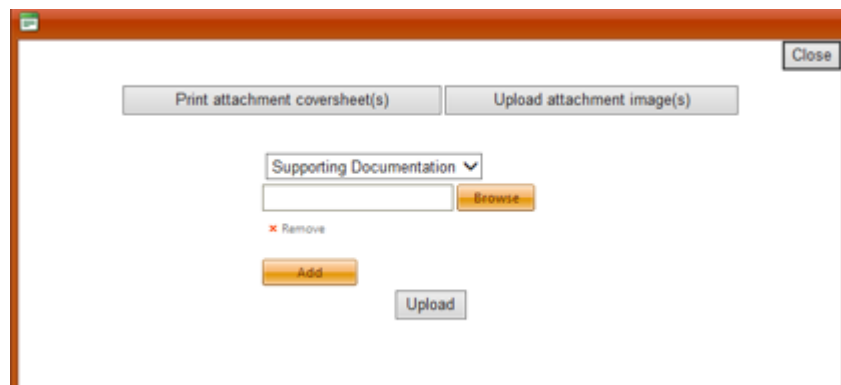 Close
Print attachment coversheet(s) Upload attachment image(s)
Supporting Documentation
Browse
Remove
Add
Upload